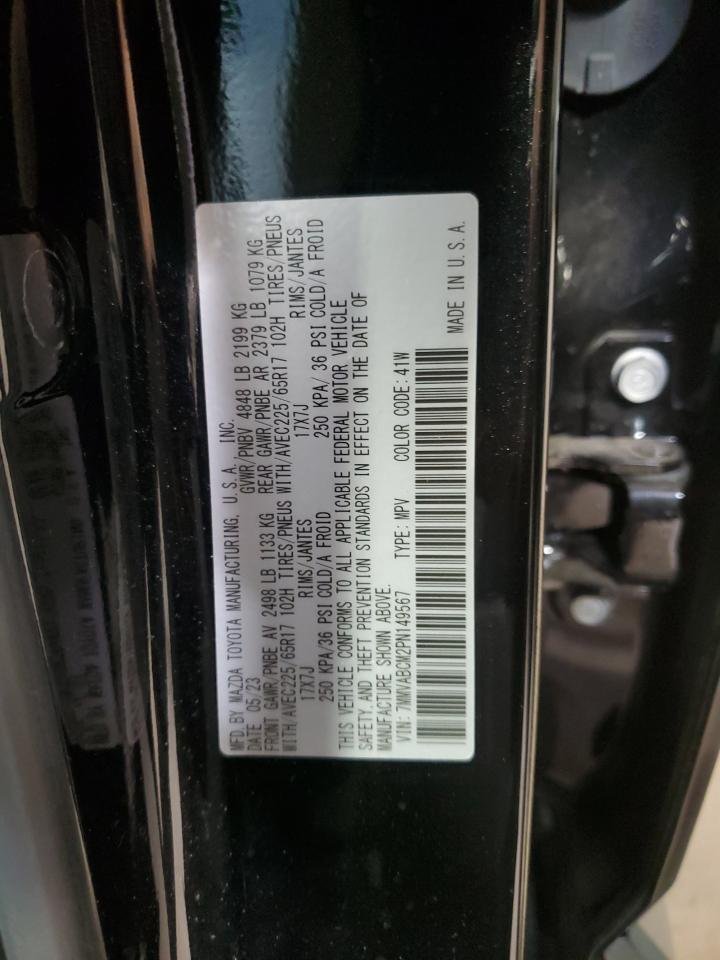 MFD.BY MAZDA TOYOTA MANUFACTURING, U.S.A., INC.
DATE 05/23 GVWR/PNBV 4848 LB 2199 KG
FRONT GAWR/PNBE AV 2498 LB 1133 KG REAR GAWR/PNBE AR 2379 LB 1079 KG
WITH/AVEC225/65R17 102H TIRES/PNEUS WITH/AVEC225/65R17 102H TIRES/PNEUS
17X7J RIMS/JANTES 17X7J RIMS/JANTES
250 KPA/36 PSI COLD/A FROID 250 KPA/ 36 PSI COLD/A FROID
THIS VEHICLE CONFORMS TO ALL APPLICABLE FEDERAL MOTOR VEHICLE
SAFETY,AND THEFT PREVENTION STANDARDS IN EFFECT ON THE DATE OF
MANUFACTURE SHOWN ABOVE.
VIN: 7MMVABCM2PN149567 TYPE: MPV COLOR CODE: 41W
MADE IN U.S.A.